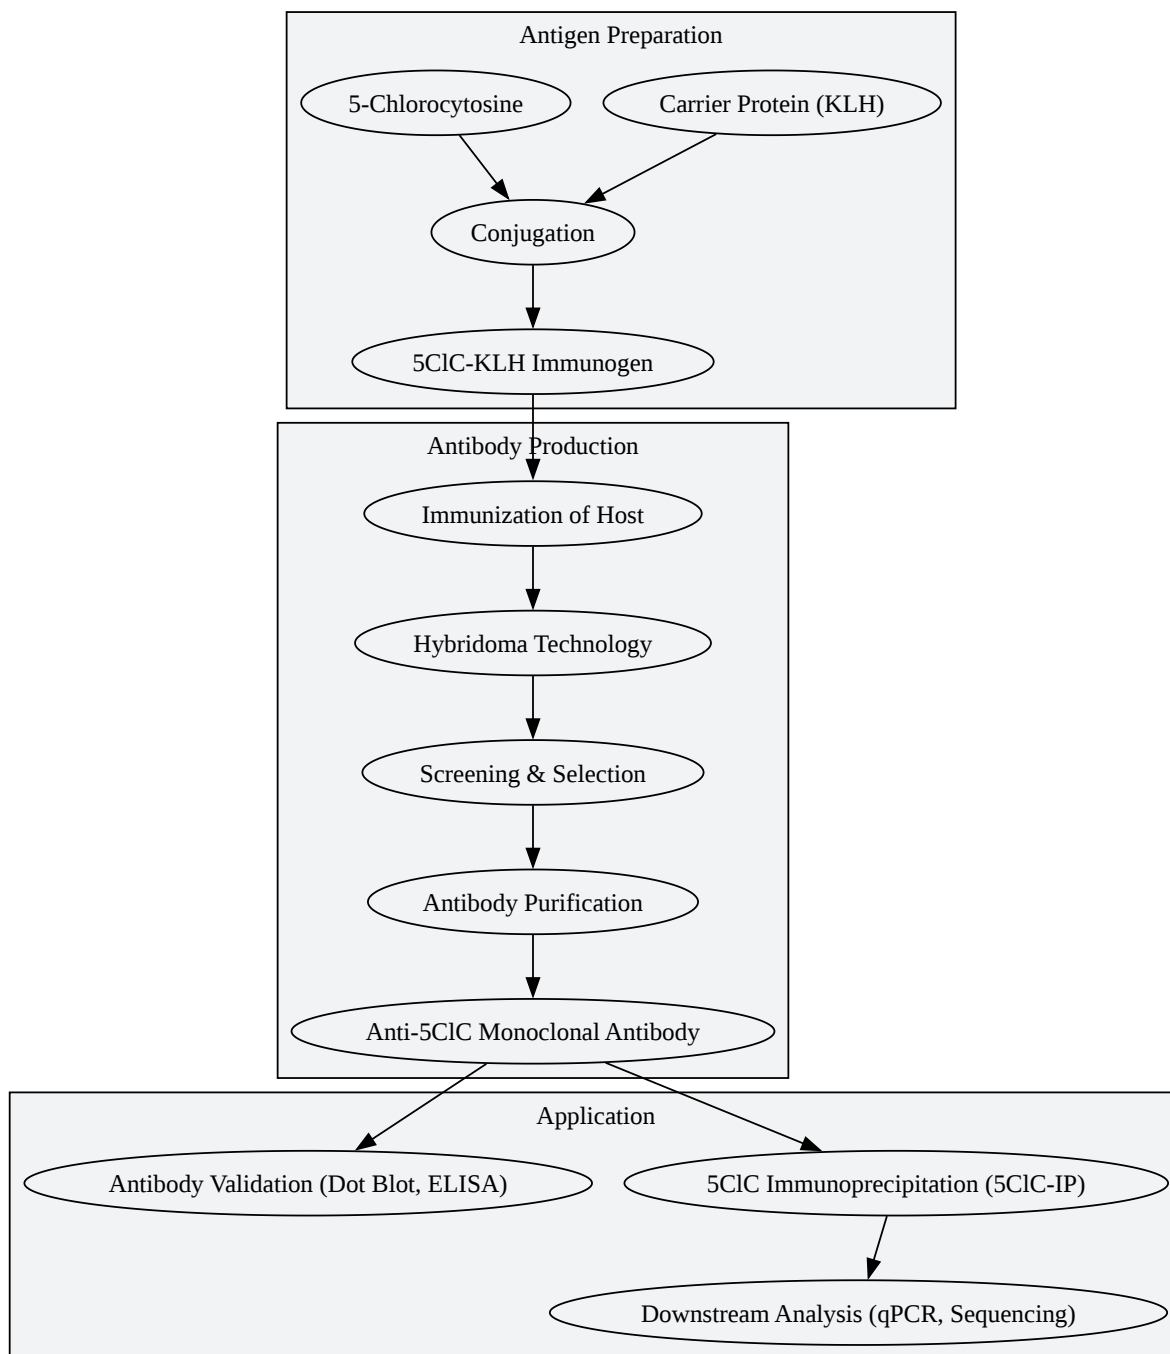 Antigen Preparation
5-Chlorocytosine
Carrier Protein (KLH)
Conjugation
5ClC-KLH Immunogen
Antibody Production
Immunization of Host
Hybridoma Technology
Screening & Selection
Antibody Purification
Anti-5ClC Monoclonal Antibody
Application
Antibody Validation (Dot Blot, ELISA)
5ClC Immunoprecipitation (5ClC-IP)
Downstream Analysis (qPCR, Sequencing)